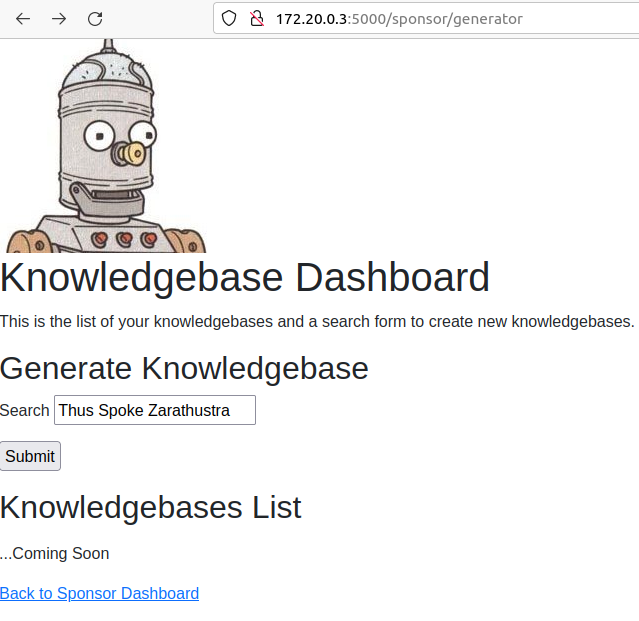 172.20.0.3:5000/sponsor/generator
Knowledgebase Dashboard
This is the list of your knowledgebases and a search form to create new knowledgebases.
Generate Knowledgebase
Search Thus Spoke Zarathustra
Submit
Knowledgebases List
...Coming Soon
Back to Sponsor Dashboard